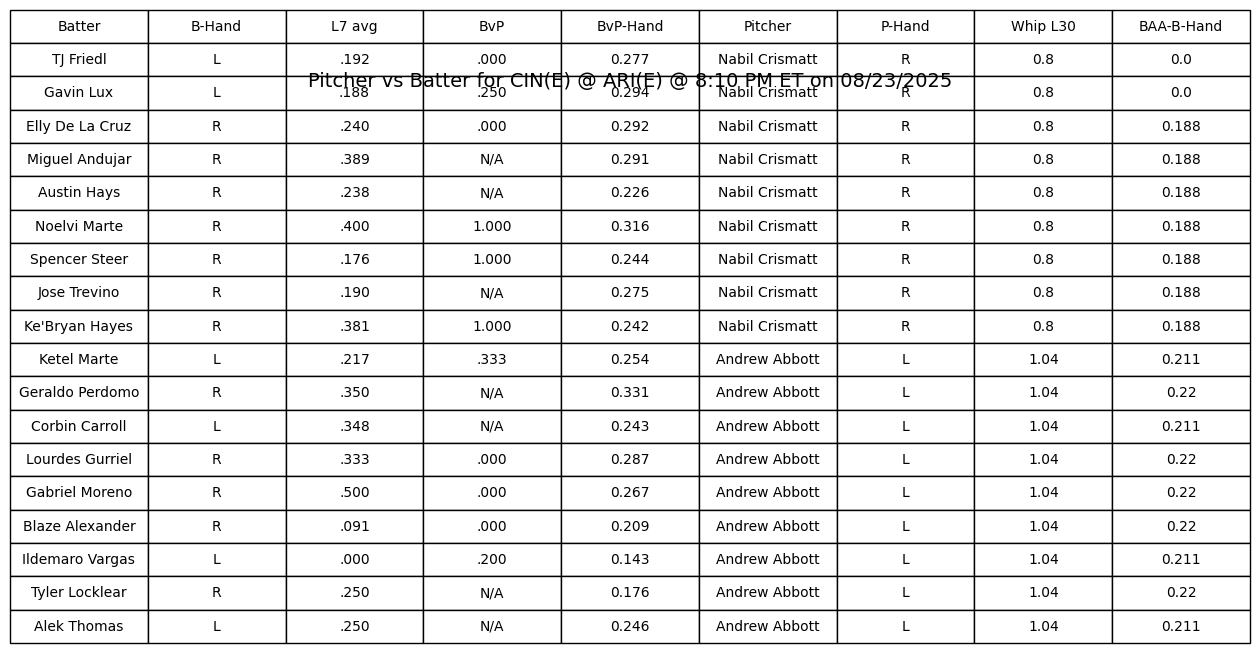 Batter B-Hand L7 avg BvP BvP-Hand Pitcher P-Hand Whip L30 BAA-B-Hand
TJ Friedl L .192 .000 0.277 Nabil Crismatt R 0.8 0.0
Pitcher vs Batter for CIN(E) @ ARI(E) @ 8:10 PM ET on 08/23/2025
Gavin Lux L .188 .250 0.294 Nabil Crismatt R 0.8 0.0
Elly De La Cruz R .240 .000 0.292 Nabil Crismatt R 0.8 0.188
Miguel Andujar R .389 N/A 0.291 Nabil Crismatt R 0.8 0.188
Austin Hays R .238 N/A 0.226 Nabil Crismatt R 0.8 0.188
Noelvi Marte R .400 1.000 0.316 Nabil Crismatt R 0.8 0.188
Spencer Steer R .176 1.000 0.244 Nabil Crismatt R 0.8 0.188
Jose Trevino R .190 N/A 0.275 Nabil Crismatt R 0.8 0.188
Ke'Bryan Hayes R .381 1.000 0.242 Nabil Crismatt R 0.8 0.188
Ketel Marte L .217 .333 0.254 Andrew Abbott L 1.04 0.211
Geraldo Perdomo R .350 N/A 0.331 Andrew Abbott L 1.04 0.22
Corbin Carroll L .348 N/A 0.243 Andrew Abbott L 1.04 0.211
Lourdes Gurriel R .333 .000 0.287 Andrew Abbott L 1.04 0.22
Gabriel Moreno R .500 .000 0.267 Andrew Abbott L 1.04 0.22
Blaze Alexander R .091 .000 0.209 Andrew Abbott L 1.04 0.22
Ildemaro Vargas L .000 .200 0.143 Andrew Abbott L 1.04 0.211
Tyler Locklear R .250 N/A 0.176 Andrew Abbott L 1.04 0.22
Alek Thomas L .250 N/A 0.246 Andrew Abbott L 1.04 0.211